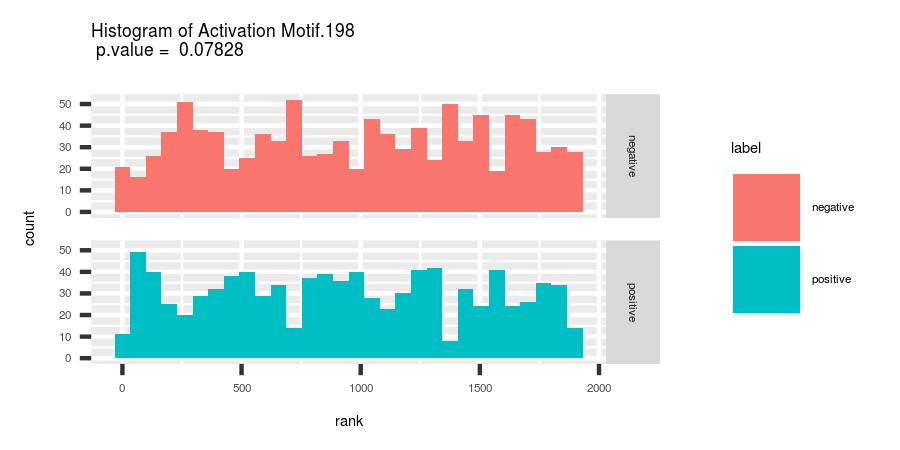 Histogram of Activation Motif.198
p.value = 0.07828
count
50
40
30
20
10
0
negative
50
40
30
20
10
0
positive
0 500 1000 1500 2000
rank
label
negative
positive